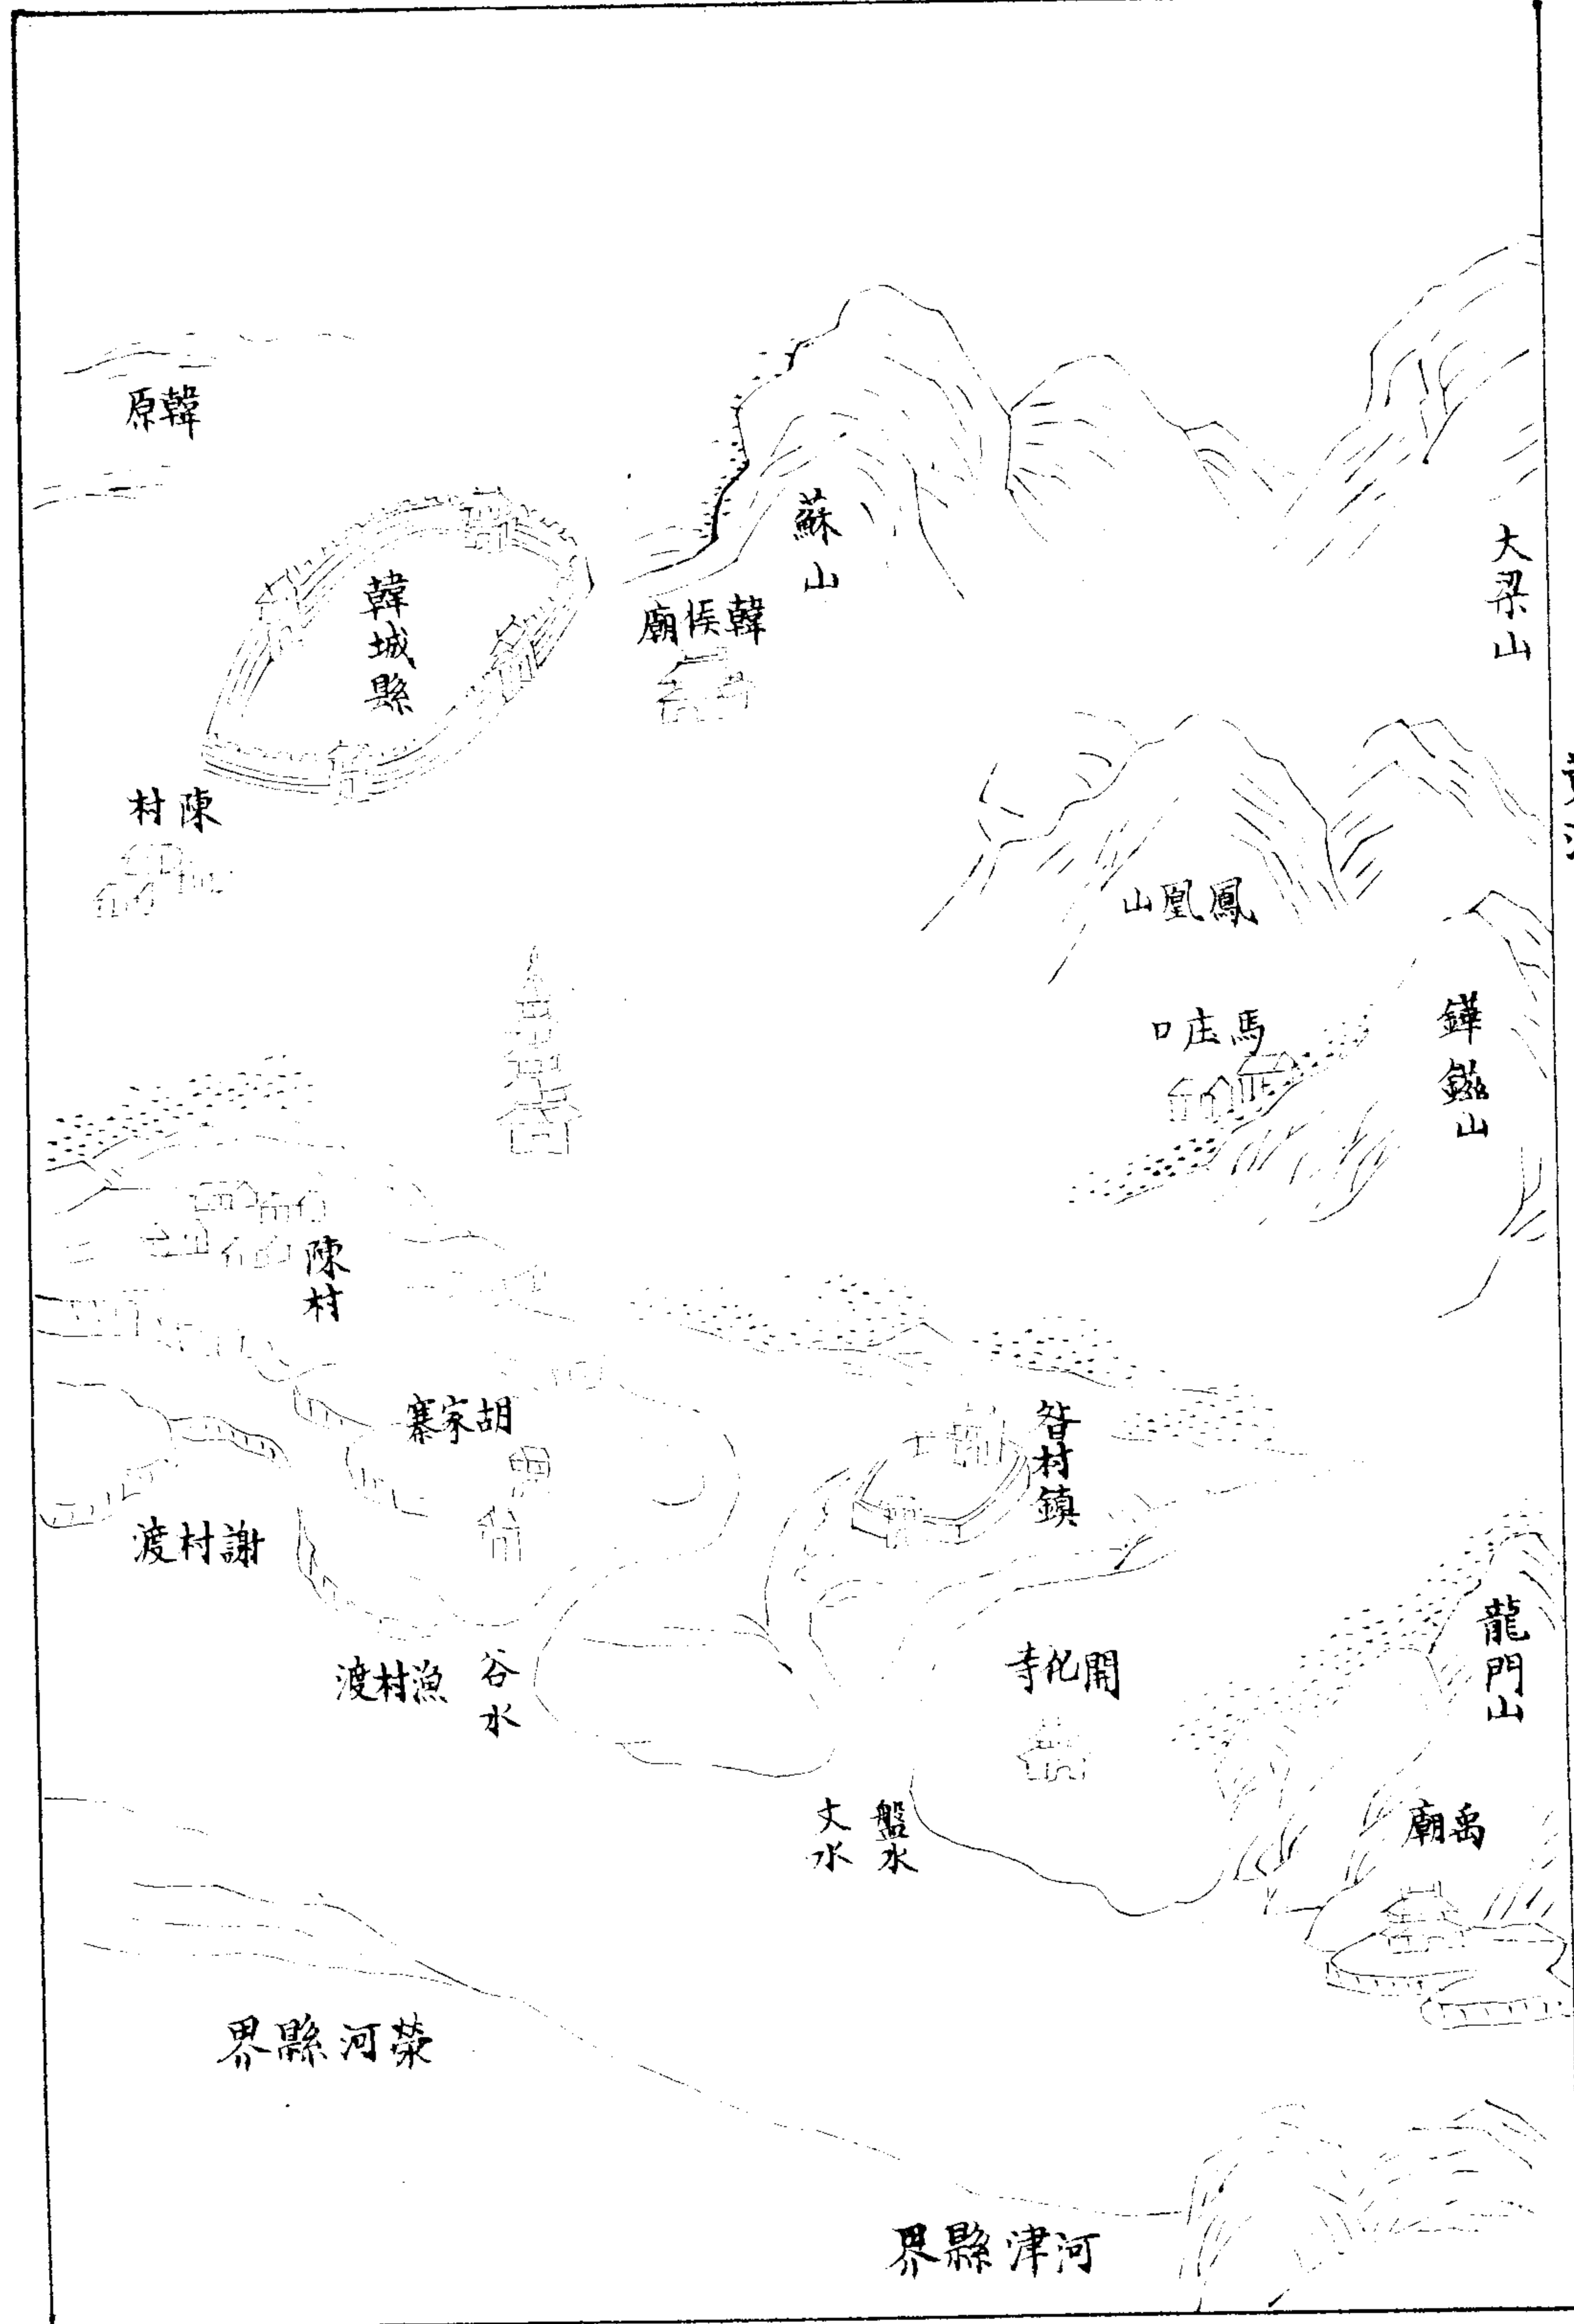 大梁山
蘇山
韓原
韓城縣
韓侯廟
陳村
鳳凰山
馬庄口
鏵鎡山
陳村
胡家寨
昝村鎮
謝村渡
漁村渡
谷水
開化寺
龍門山
盤水
文水
禹廟
滎河縣界
河津縣界